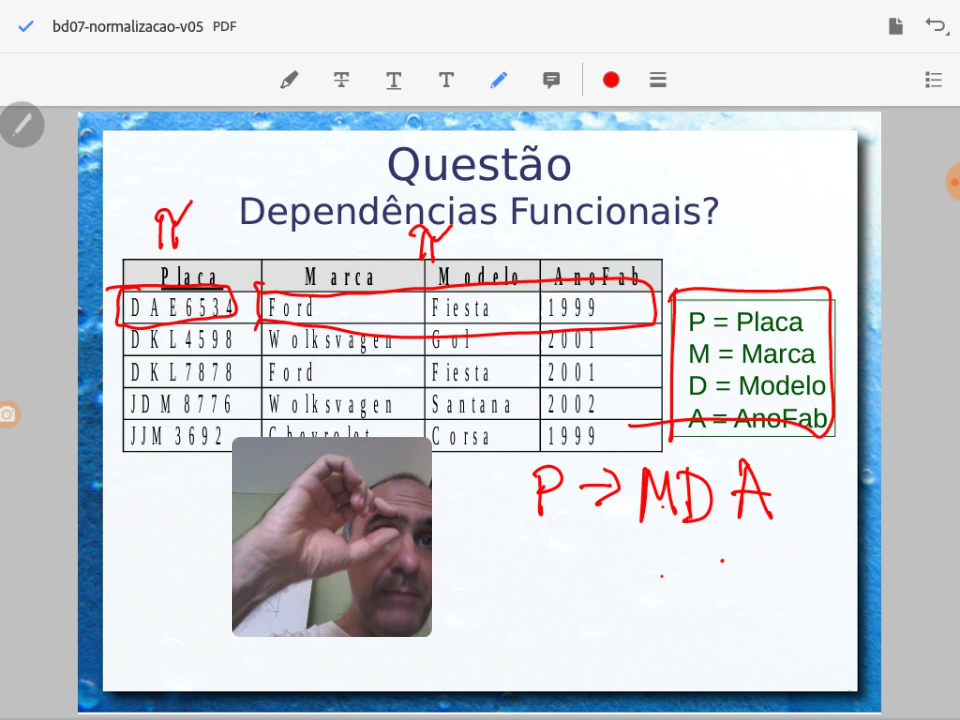 bd07-normalizacao-v05 PDF
T T T
Questão
Dependências Funcionais?
Placa Marca Modelo AnoFab
DAE6534 Ford Fiesta 1999
DKL4598 Wolksvagen Gol 2001
DKL7878 Ford Fiesta 2001
JDM8776 Wolksvagen Santana 2002
JJM3692 Chevrolet Corsa 1999
P = Placa
M = Marca
D = Modelo
A = AnoFab
P → MDA